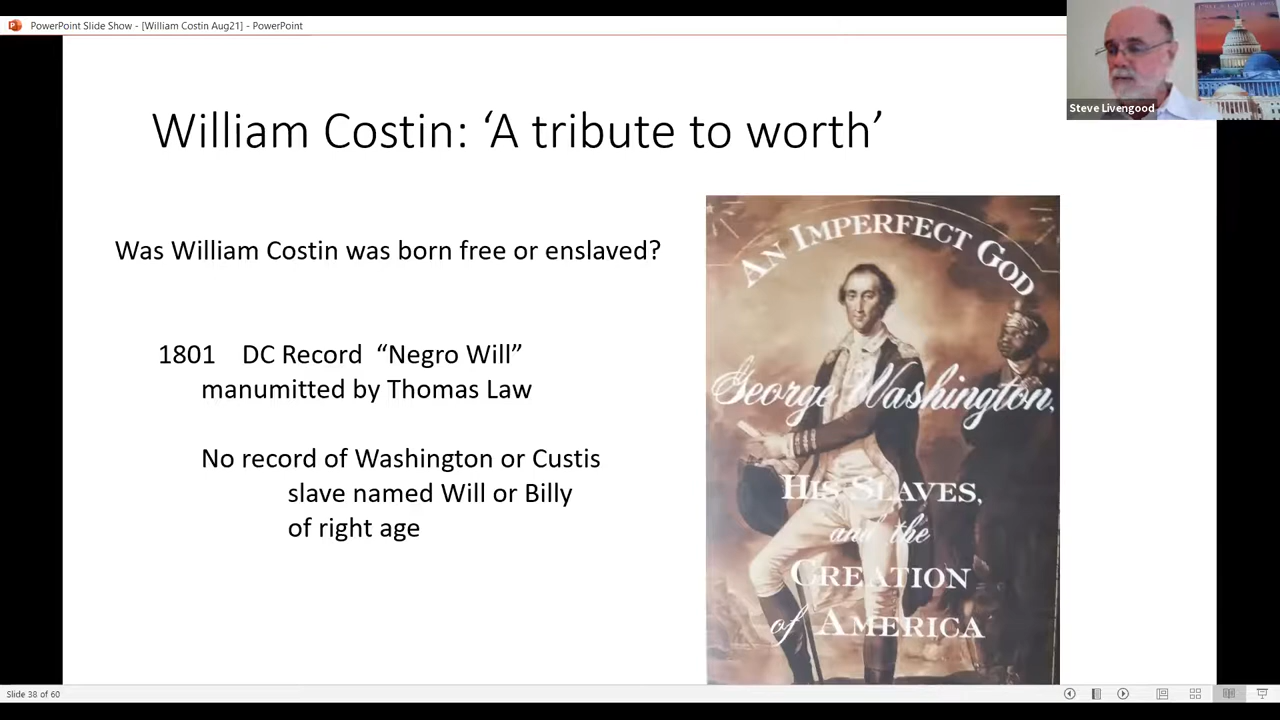 PowerPoint Slide Show - [William Costin Aug21] - PowerPoint
Steve Livengood
William Costin: ‘A tribute to worth’
Was William Costin was born free or enslaved?
1801 DC Record “Negro Will”
manumitted by Thomas Law
No record of Washington or Custis
slave named Will or Billy
of right age
AN IMPERFECT GOD
George Washington,
HIS SLAVES,
and the
CREATION
of AMERICA
Slide 38 of 60